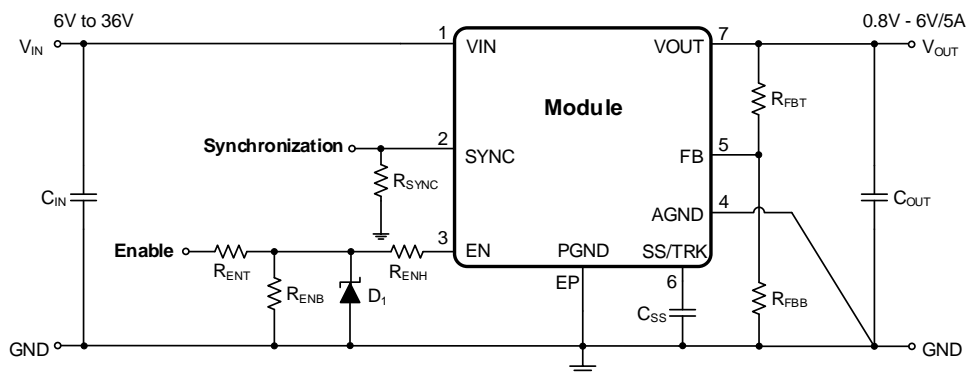 6V to 36V
0.8V - 6V/5A
V_IN
1
VIN
VOUT
7
V_OUT
Module
R_FBT
Synchronization
2
SYNC
FB
5
R_SYNC
C_IN
AGND
4
C_OUT
Enable
3
EN
PGND
SS/TRK
R_ENT
R_ENH
EP
6
R_ENB
D_1
C_SS
R_FBB
GND
GND